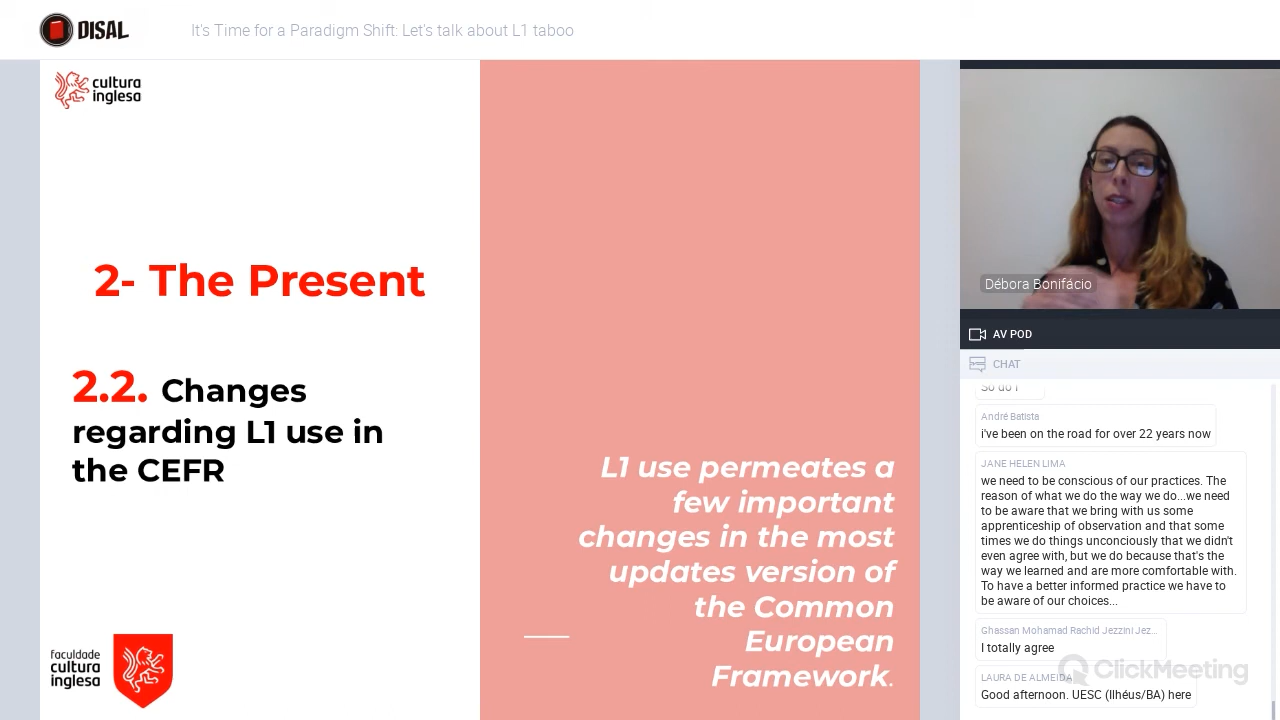 DISAL
It's Time for a Paradigm Shift: Let's talk about L1 taboo
cultura
inglesa
2- The Present
2.2. Changes
regarding L1 use in
the CEFR
L1 use permeates a
few important
changes in the most
updates version of
the Common
European
Framework.
faculdade
cultura
inglesa
Débora Bonifácio
AV POD
CHAT
So do I
André Batista
i've been on the road for over 22 years now
JANE HELEN LIMA
we need to be conscious of our practices. The
reason of what we do the way we do...we need
to be aware that we bring with us some
apprenticeship of observation and that some
times we do things unconciously that we didn't
even agree with, but we do because that's the
way we learned and are more comfortable with.
To have a better informed practice we have to
be aware of our choices...
Ghassan Mohamad Rachid Jezzini Jez...
I totally agree
LAURA DE ALMEIDA
Good afternoon. UESC (Ilhéus/BA) here
ClickMeeting